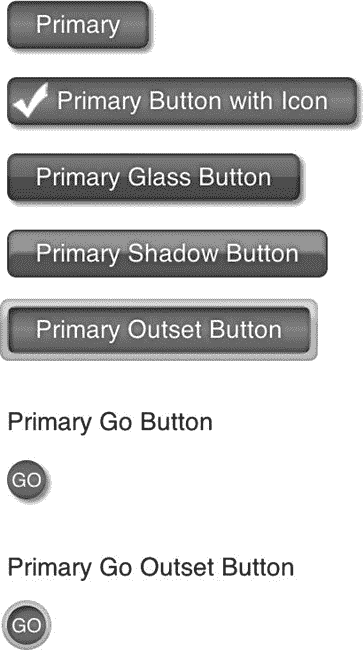 Primary
Primary Button with Icon
Primary Glass Button
Primary Shadow Button
Primary Outset Button
Primary Go Button
GO
Primary Go Outset Button
GO